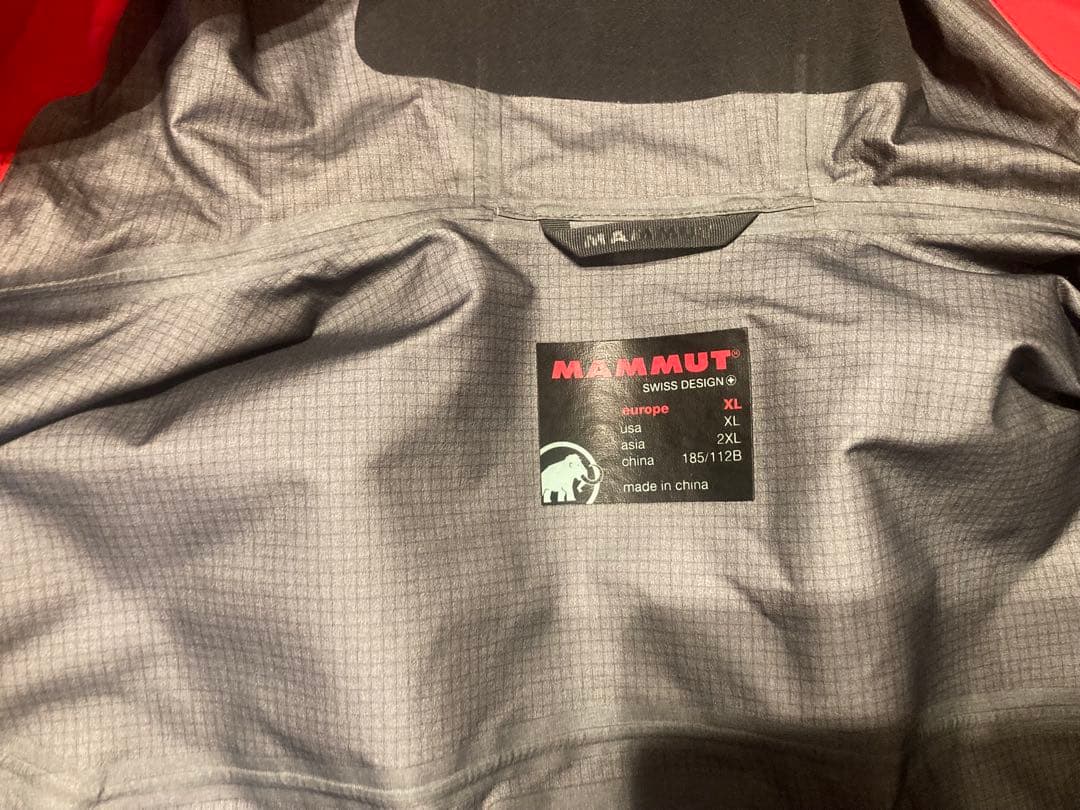 MAMMUT
MAMMUT
SWISS DESIGN
europe XL
usa XL
asia 2XL
china 185/112B
made in china